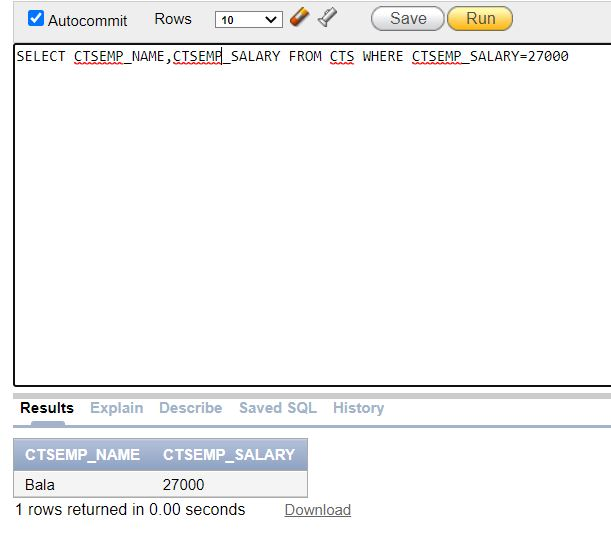 Autocommit Rows 10 Save Run
SELECT CTSEMP_NAME,CTSEMP_SALARY FROM CTS WHERE CTSEMP_SALARY=27000
Results Explain Describe Saved SQL History
CTSEMP_NAME CTSEMP_SALARY
Bala 27000
1 rows returned in 0.00 seconds Download